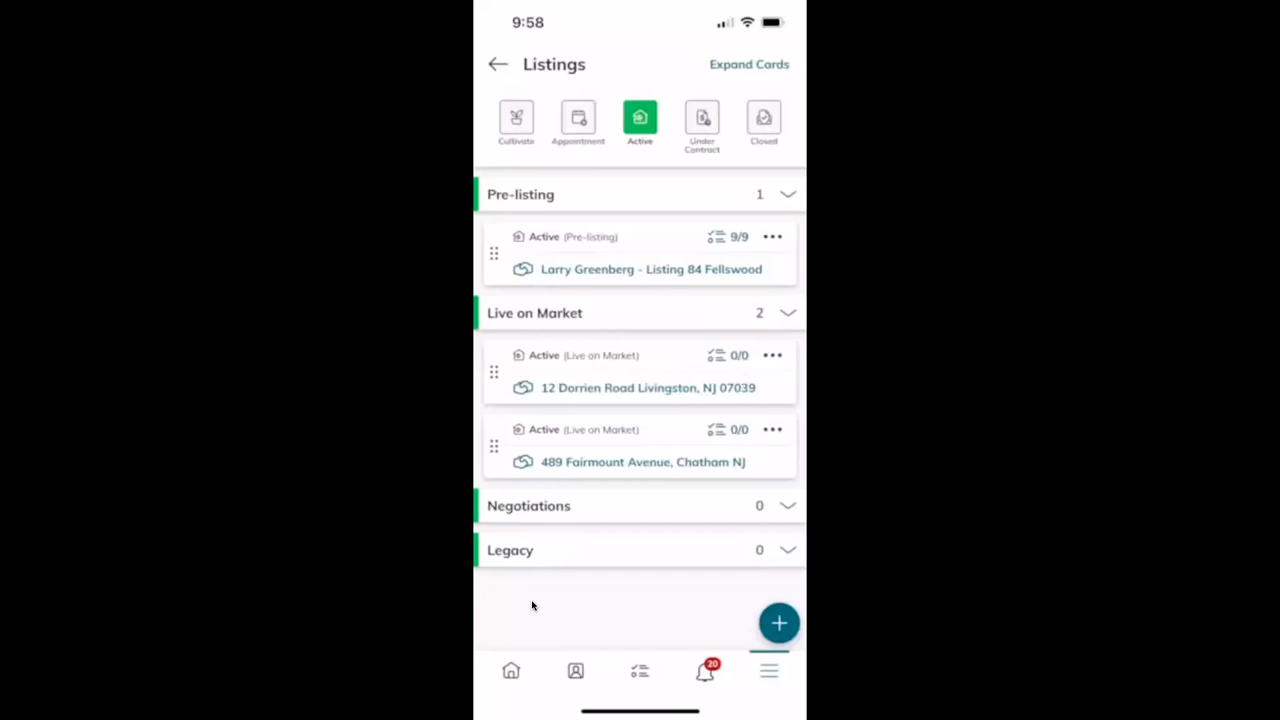 9:58
Listings
Expand Cards
Cultivate
Appointment
Active
Under
Contract
Closed
Pre-listing 1
Active (Pre-listing) 9/9
Larry Greenberg - Listing 84 Fellswood
Live on Market 2
Active (Live on Market) 0/0
12 Dorrien Road Livingston, NJ 07039
Active (Live on Market) 0/0
489 Fairmount Avenue, Chatham NJ
Negotiations 0
Legacy 0
20